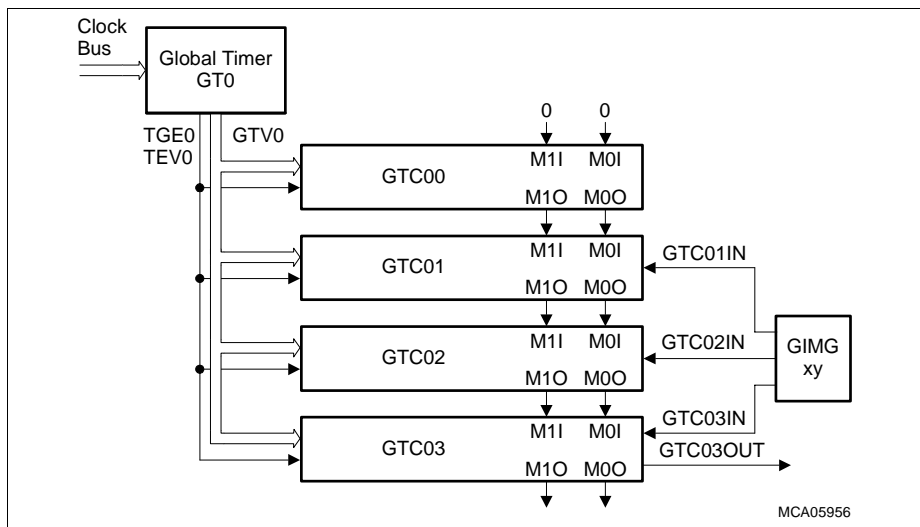 Clock
Bus
Global Timer
GT0
TGE0
TEV0
GTV0
0 0
M1I M0I
GTC00
M1O M0O
M1I M0I
GTC01
M1O M0O
GTC01IN
M1I M0I
GTC02
M1O M0O
GTC02IN
GIMG
xy
M1I M0I
GTC03
M1O M0O
GTC03IN
GTC03OUT
MCA05956